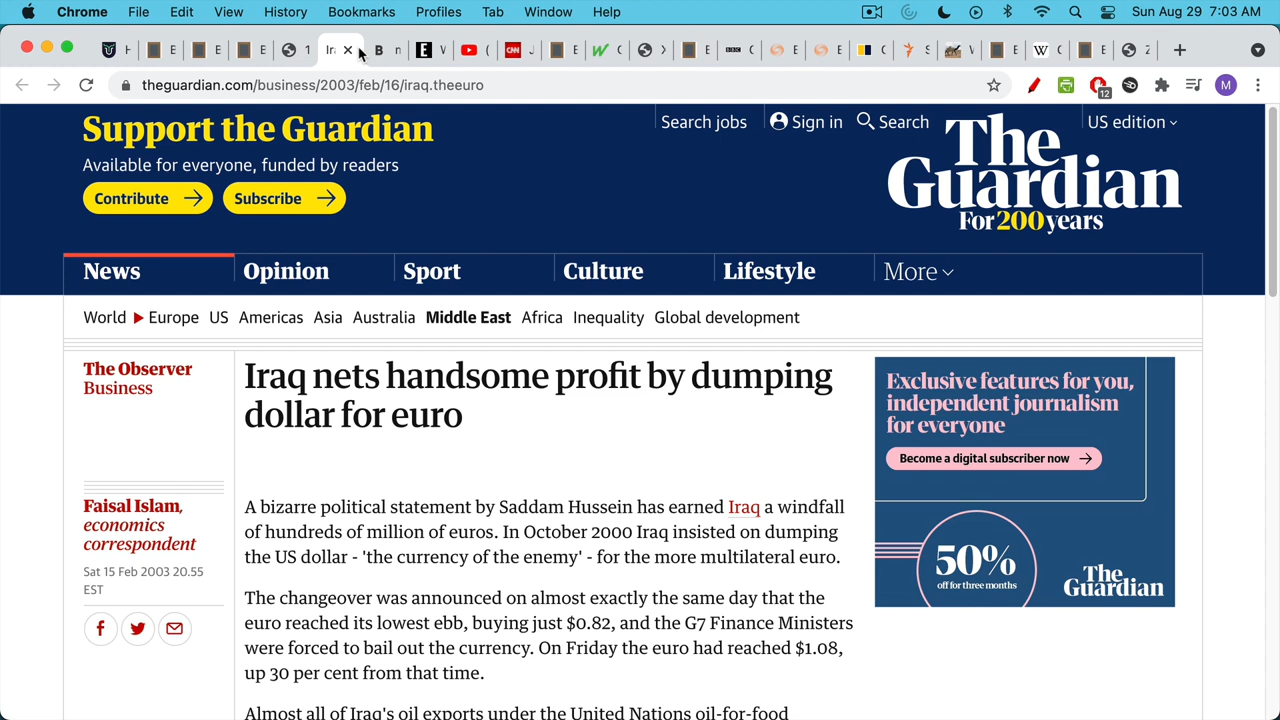 Chrome File Edit View History Bookmarks Profiles Tab Window Help Sun Aug 29 7:03 AM
H E E E 1 Ira B n E V ( CNN J E W C X E BBC C E E C S W E W C E Z
theguardian.com/business/2003/feb/16/iraq.theeuro 12 M
Support the Guardian
Available for everyone, funded by readers
Contribute Subscribe
Search jobs Sign in Search US edition
The
Guardian
For 200 years
News Opinion Sport Culture Lifestyle More
World Europe US Americas Asia Australia Middle East Africa Inequality Global development
The Observer
Business
Iraq nets handsome profit by dumping
dollar for euro
Faisal Islam,
economics
correspondent
Sat 15 Feb 2003 20.55
EST
A bizarre political statement by Saddam Hussein has earned Iraq a windfall
of hundreds of million of euros. In October 2000 Iraq insisted on dumping
the US dollar - 'the currency of the enemy' - for the more multilateral euro.
The changeover was announced on almost exactly the same day that the
euro reached its lowest ebb, buying just $0.82, and the G7 Finance Ministers
were forced to bail out the currency. On Friday the euro had reached $1.08,
up 30 per cent from that time.
Almost all of Iraq's oil exports under the United Nations oil-for-food
Exclusive features for you,
independent journalism
for everyone
Become a digital subscriber now
50%
off for three months
The
Guardian